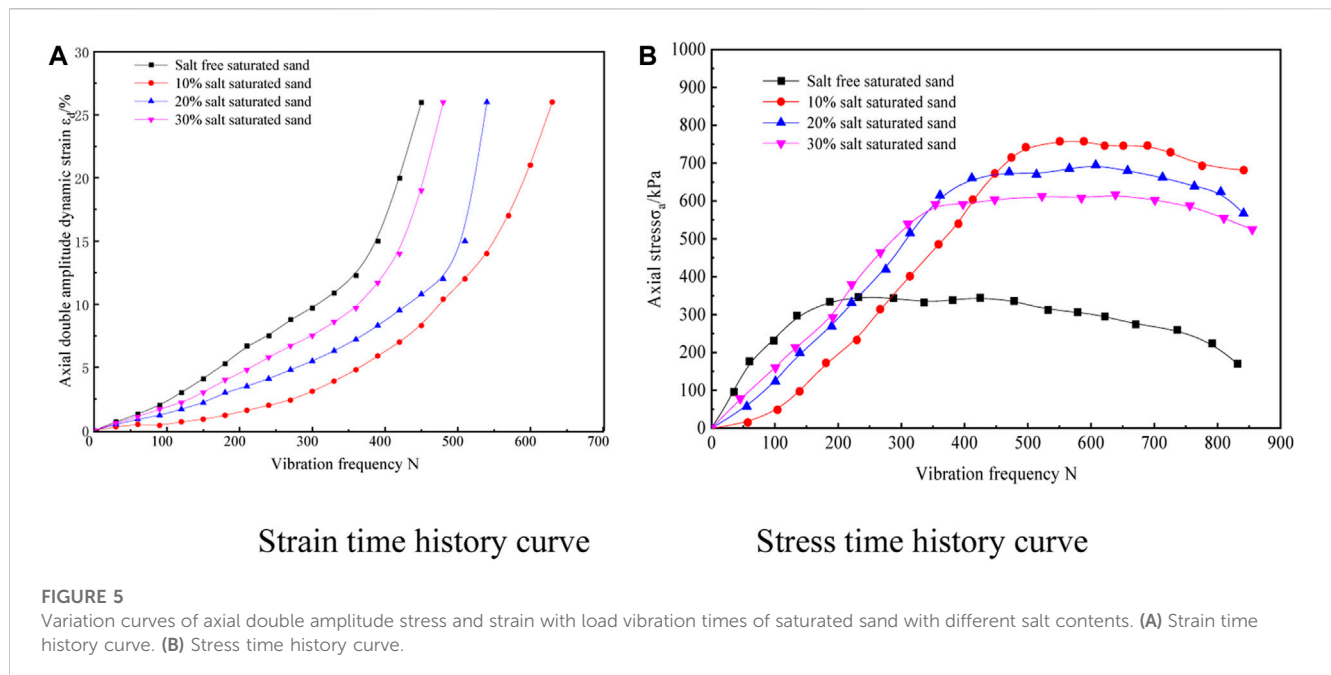 A
30
25
20
15
10
5
0
0
100
200
300
400
500
600
700
Axial double amplitude dynamic strain εd/%
Vibration frequency N
Salt free saturated sand
10% salt saturated sand
20% salt saturated sand
30% salt saturated sand
Strain time history curve
B
1000
900
800
700
600
500
400
300
200
100
0
0
100
200
300
400
500
600
700
800
900
Axial stressσa/kPa
Vibration frequency N
Salt free saturated sand
10% salt saturated sand
20% salt saturated sand
30% salt saturated sand
Stress time history curve
FIGURE 5
Variation curves of axial double amplitude stress and strain with load vibration times of saturated sand with different salt contents. (A) Strain time
history curve. (B) Stress time history curve.